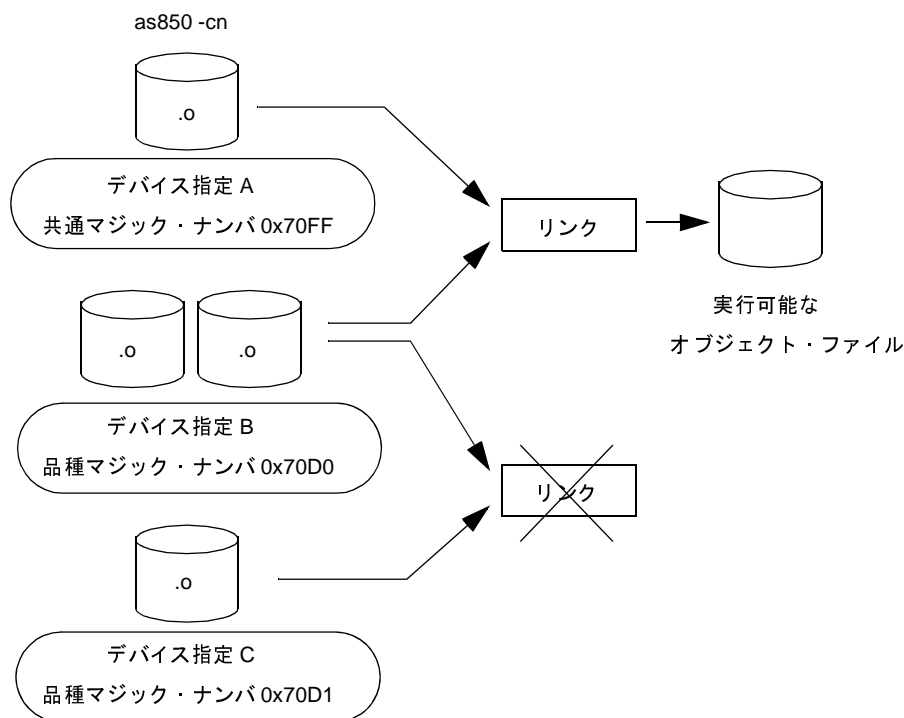 as850 -cn
.o
デバイス指定 A
共通マジック・ナンバ 0x70FF
リンク
実行可能な
オブジェクト・ファイル
.o
.o
デバイス指定 B
品種マジック・ナンバ 0x70D0
リンク
.o
デバイス指定 C
品種マジック・ナンバ 0x70D1